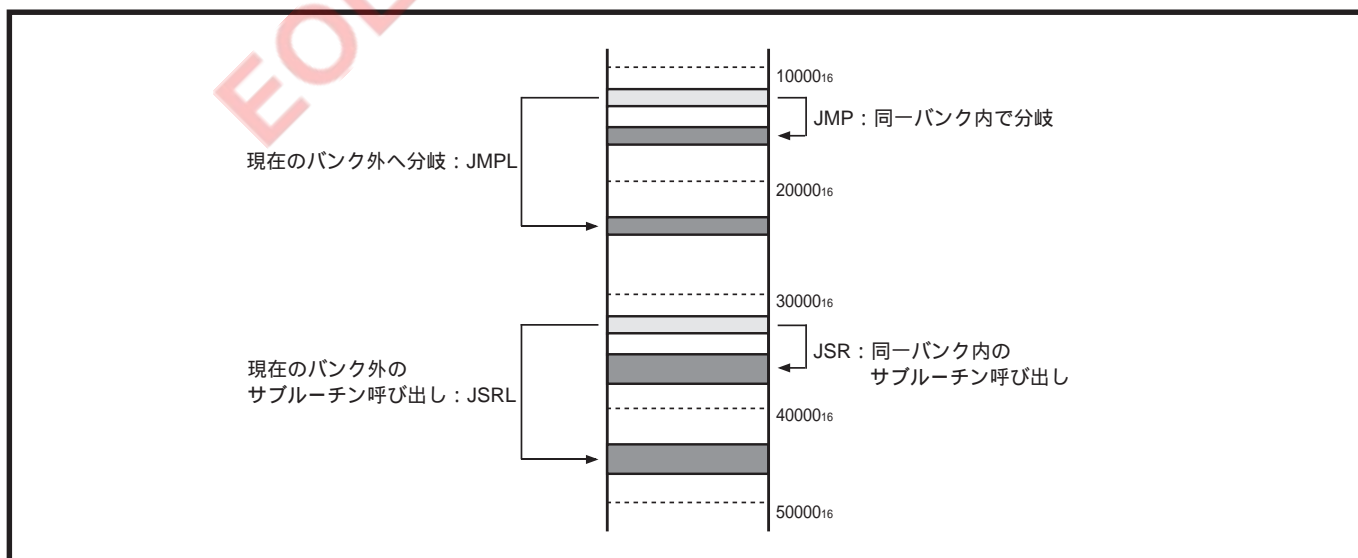 EOL
10000₁₆
JMP：同一バンク内で分岐
現在のバンク外へ分岐：JMPL
20000₁₆
30000₁₆
JSR：同一バンク内の
サブルーチン呼び出し
現在のバンク外の
サブルーチン呼び出し：JSRL
40000₁₆
50000₁₆